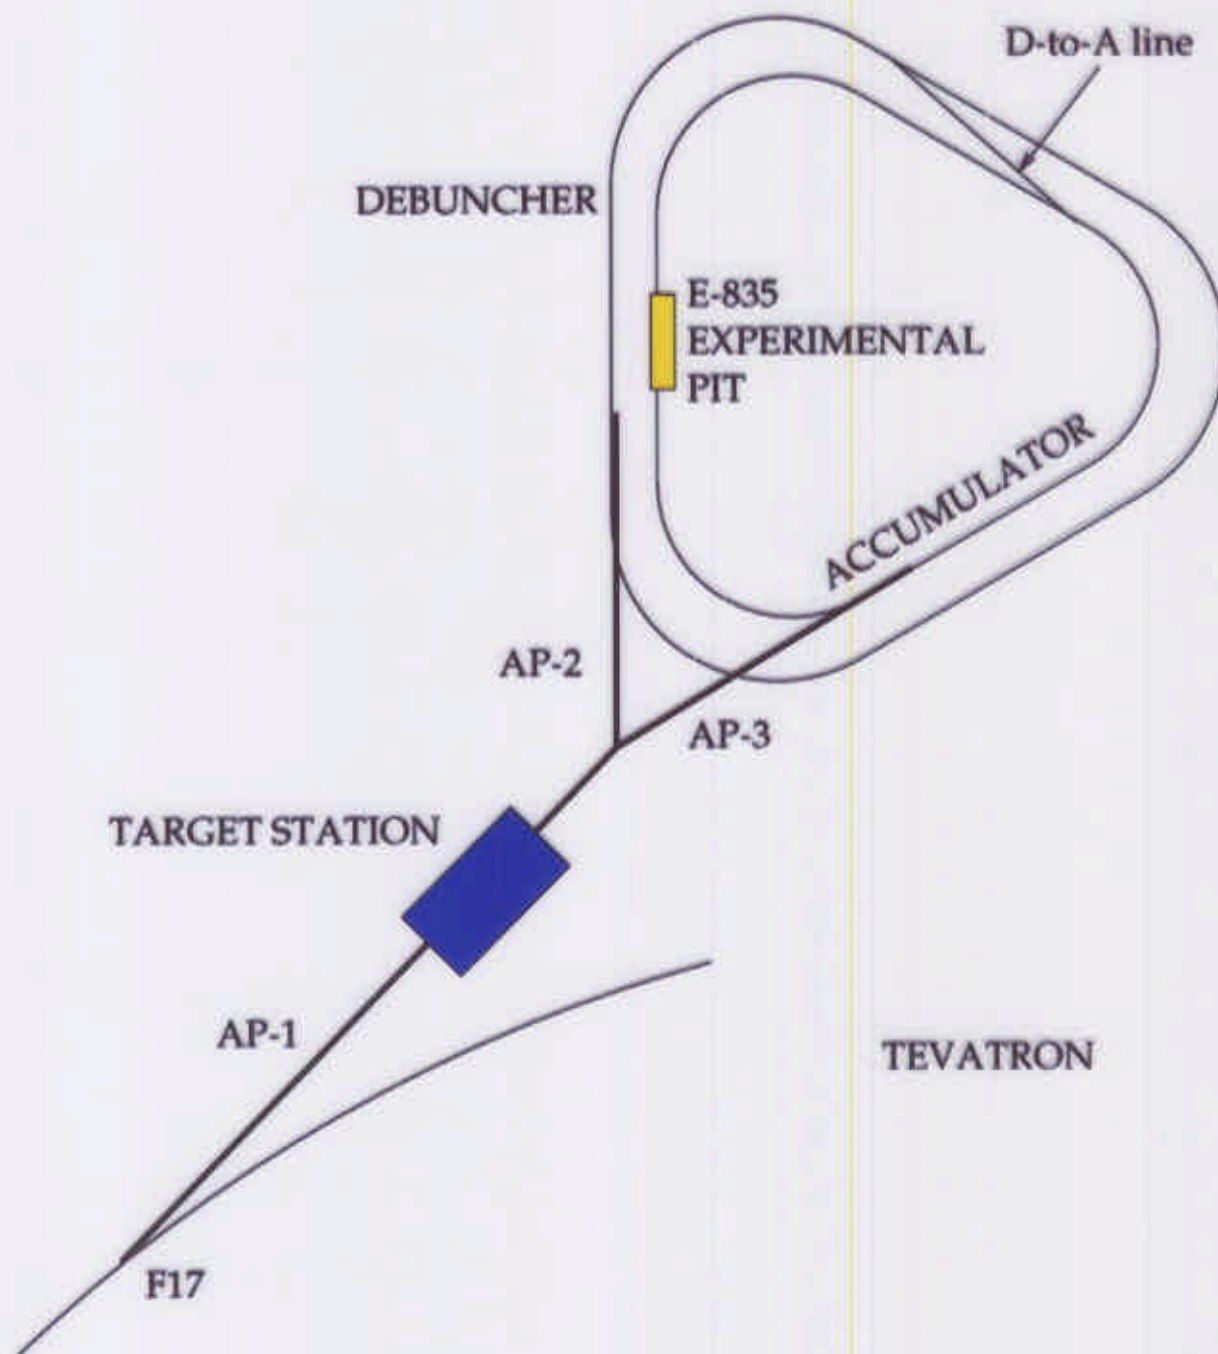 D-to-A line
DEBUNCHER
E-835
EXPERIMENTAL
PIT
ACCUMULATOR
AP-2
AP-3
TARGET STATION
AP-1
TEVATRON
F17